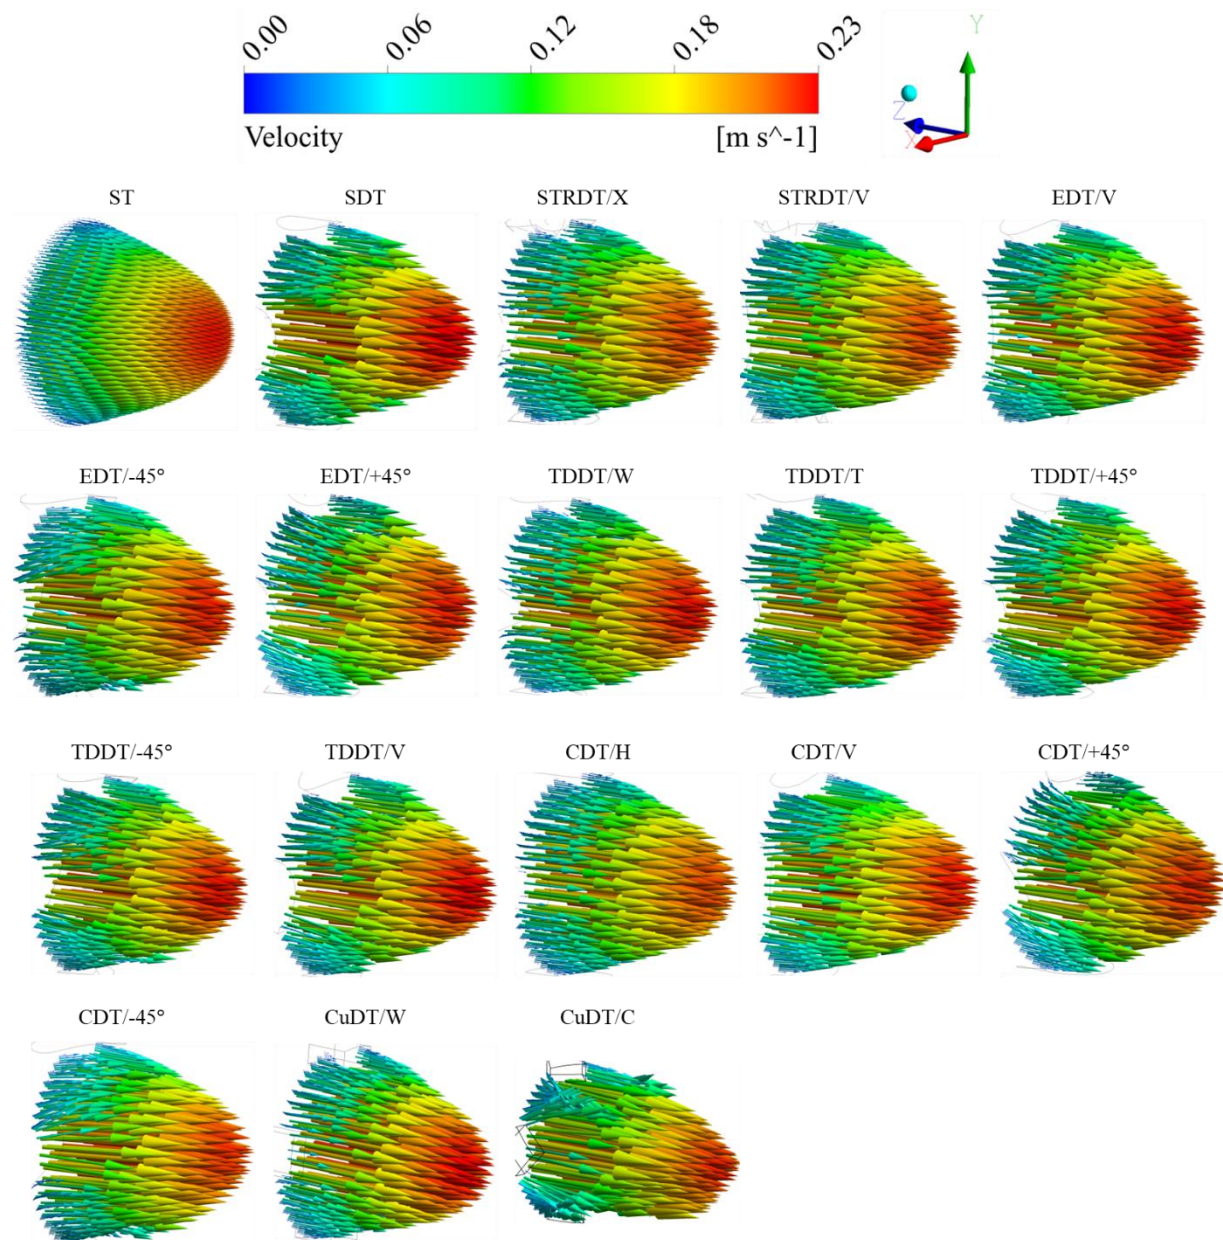 0.00 0.06 0.12 0.18 0.23
Velocity [m s^-1]
Y
Z
X
ST SDT STRDT/X STRDT/V EDT/V
EDT/-45° EDT/+45° TDDT/W TDDT/T TDDT/+45°
TDDT/-45° TDDT/V CDT/H CDT/V CDT/+45°
CDT/-45° CuDT/W CuDT/C